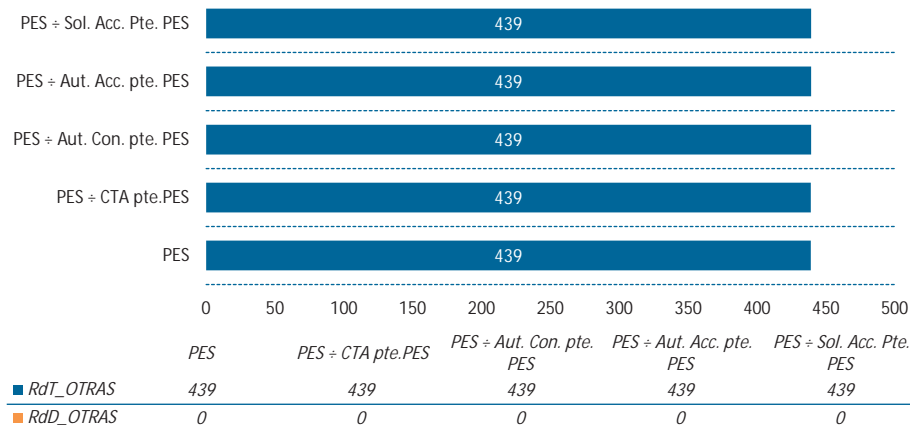 PES ÷ Sol. Acc. Pte. PES
439
PES ÷ Aut. Acc. pte. PES
439
PES ÷ Aut. Con. pte. PES
439
PES ÷ CTA pte.PES
439
PES
439
0 50 100 150 200 250 300 350 400 450 500
PES PES ÷ CTA pte.PES PES ÷ Aut. Con. pte. PES PES ÷ Aut. Acc. pte. PES PES ÷ Sol. Acc. Pte. PES
RdT_OTRAS 439 439 439 439 439
RdD_OTRAS 0 0 0 0 0